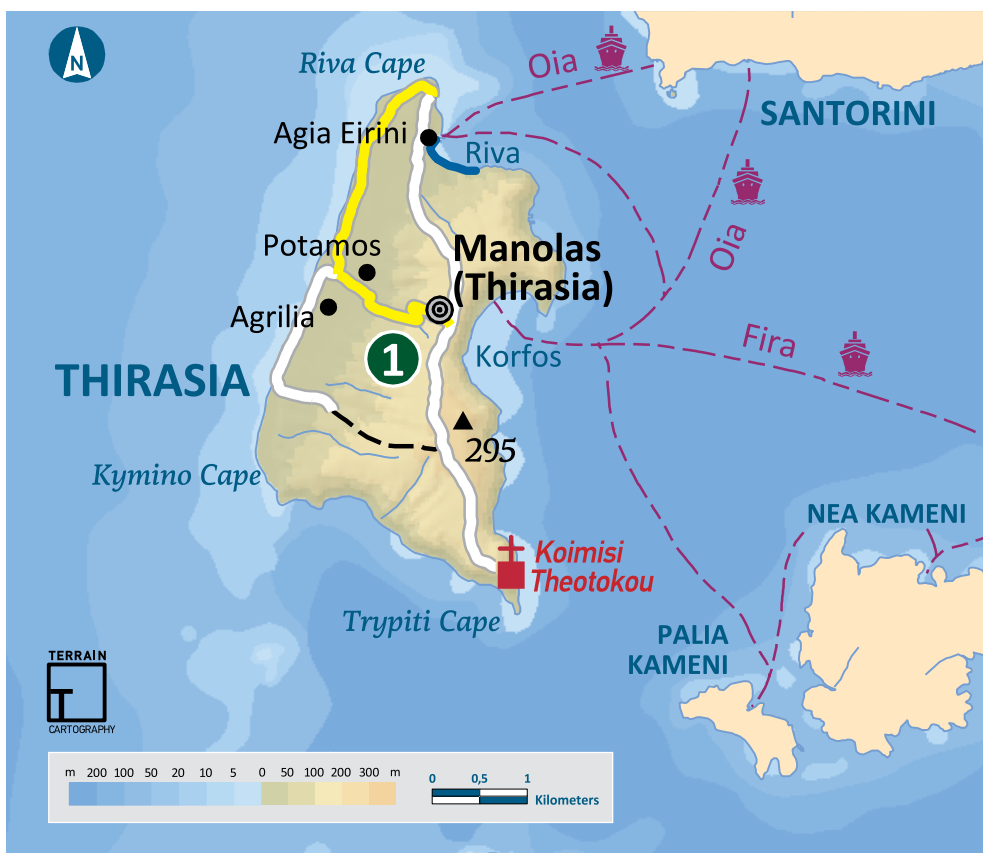 N
Riva Cape
Oia
SANTORINI
Agia Eirini
Riva
Potamos
Manolas
(Thirasia)
Oia
Agrilia
1
Korfos
Fira
THIRASIA
295
Kymino Cape
NEA KAMENI
Koimisi
Theotokou
Trypiti Cape
PALIA
KAMENI
TERRAIN
T
CARTOGRAPHY
m 200 100 50 20 10 5 0 50 100 200 300 m
0 0,5 1
Kilometers